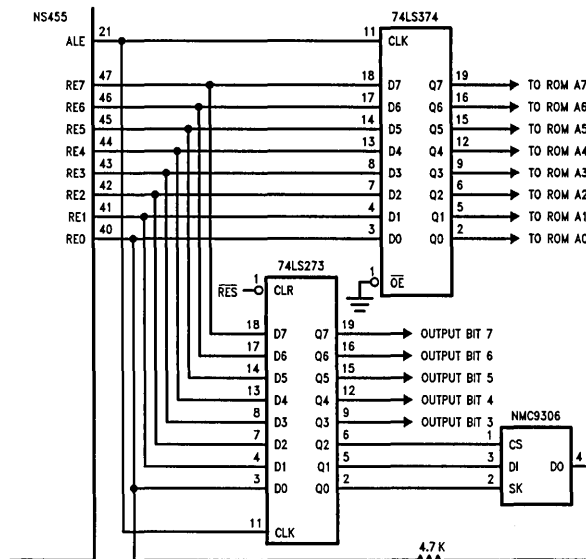 NS455 74LS374
ALE 21 11 CLK
RE7 47 18 D7 Q7 19 TO ROM A7
RE6 46 17 D6 Q6 16 TO ROM A6
RE5 45 14 D5 Q5 15 TO ROM A5
RE4 44 13 D4 Q4 12 TO ROM A4
RE3 43 8 D3 Q3 9 TO ROM A3
RE2 42 7 D2 Q2 6 TO ROM A2
RE1 41 4 D1 Q1 5 TO ROM A1
RE0 40 3 D0 Q0 2 TO ROM A0
74LS273 1 OE
RES 1 CLR
18 D7 Q7 19 OUTPUT BIT 7
17 D6 Q6 16 OUTPUT BIT 6
14 D5 Q5 15 OUTPUT BIT 5
13 D4 Q4 12 OUTPUT BIT 4
8 D3 Q3 9 OUTPUT BIT 3 NMC9306
7 D2 Q2 6 1 CS
4 D1 Q1 5 3 DI DO 4
3 D0 Q0 2 2 SK
11 CLK
4.7 K